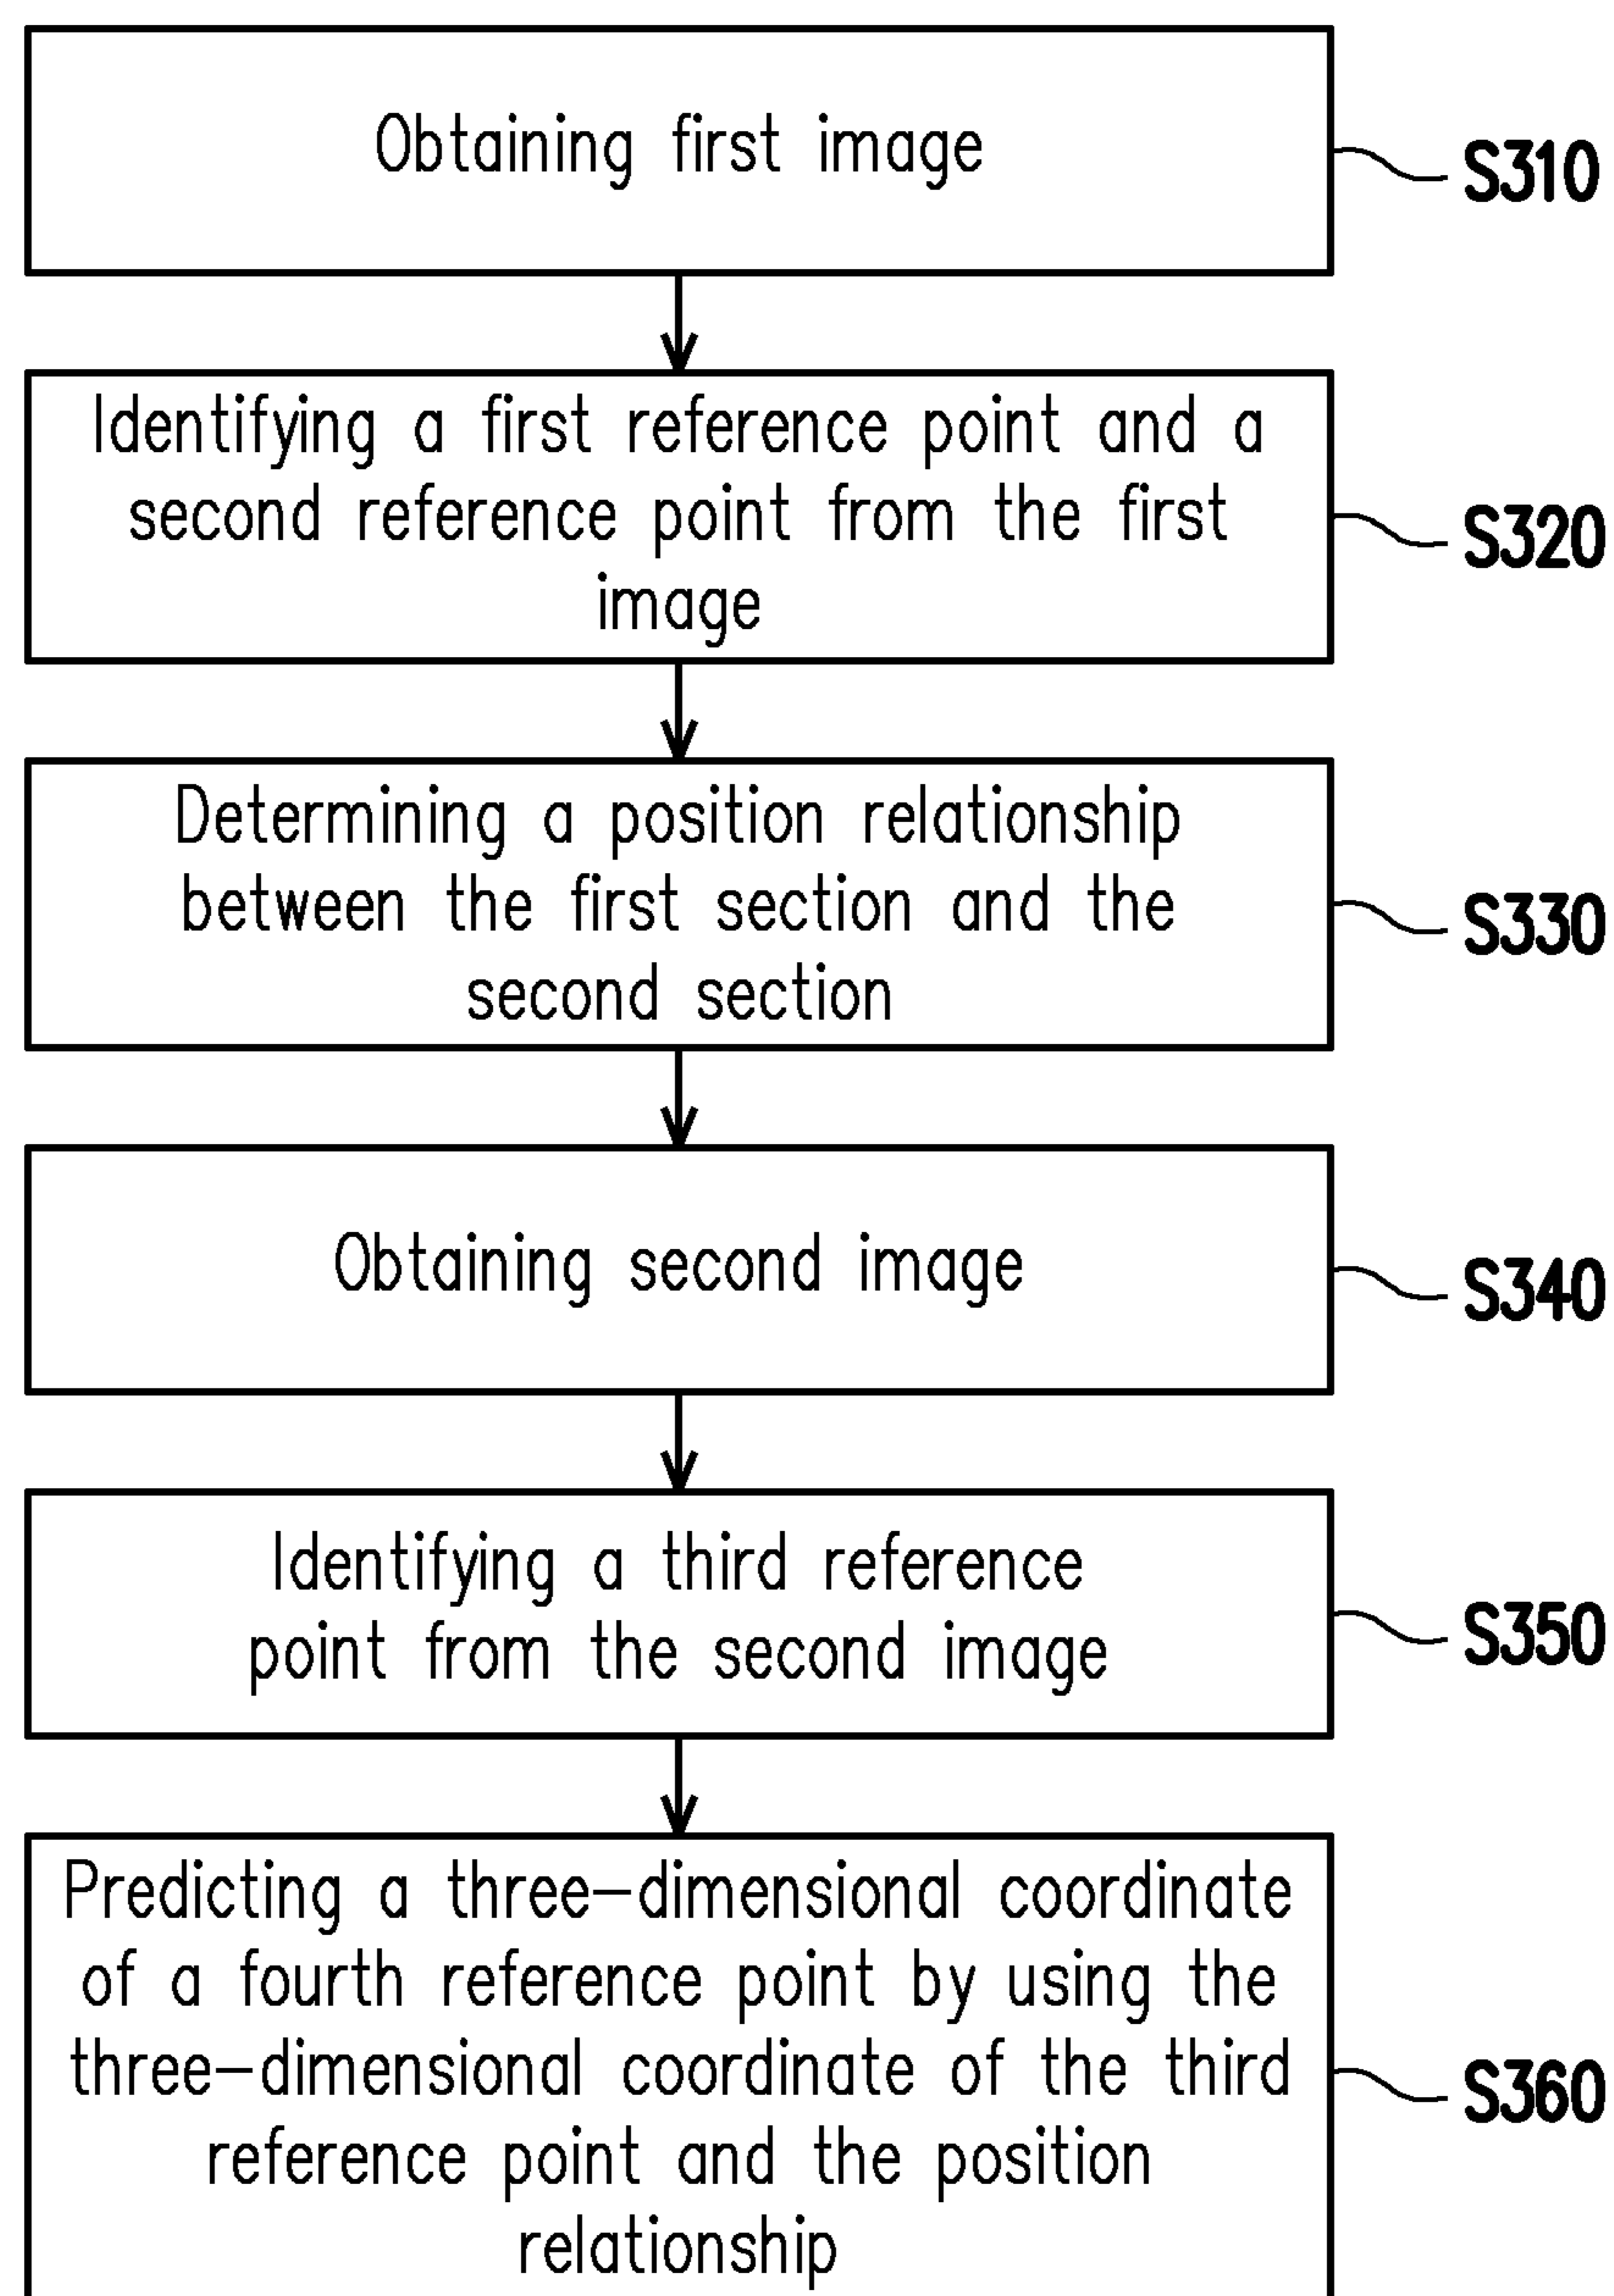 Obtaining first image
S310
Identifying a first reference point and a
second reference point from the first
image
S320
Determining a position relationship
between the first section and the
second section
S330
Obtaining second image
S340
Identifying a third reference
point from the second image
S350
Predicting a three-dimensional coordinate
of a fourth reference point by using the
three-dimensional coordinate of the third
reference point and the position
relationship
S360